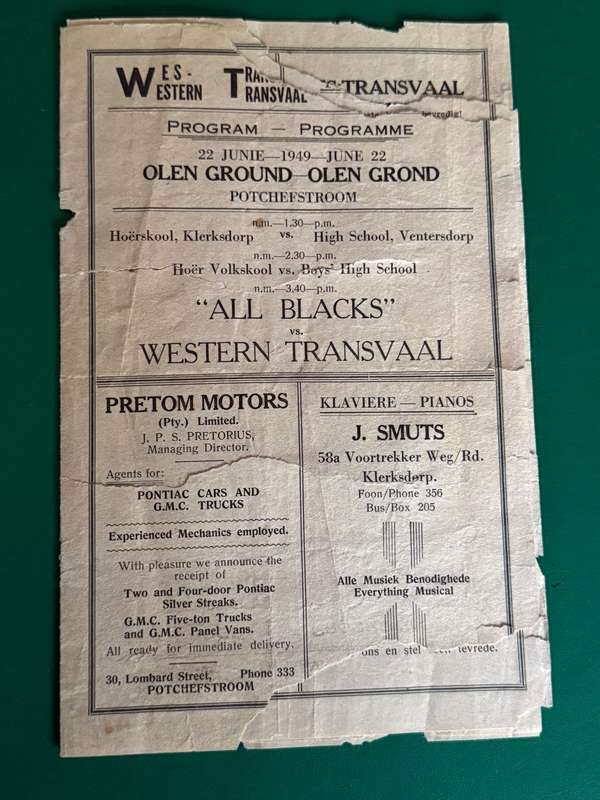 WES-
WESTERN
TRANSVAAL
TRANSVAAL
bevredig!
PROGRAM — PROGRAMME
22 JUNIE—1949—JUNE 22
OLEN GROUND—OLEN GROND
POTCHEFSTROOM
n.m.—1.30—p.m.
Hoërskool, Klerksdorp vs. High School, Ventersdorp
n.m.—2.30—p.m.
Hoër Volkskool vs. Boys' High School
n.m.—3.40—p.m.
"ALL BLACKS"
vs.
WESTERN TRANSVAAL
PRETOM MOTORS
(Pty.) Limited.
J. P. S. PRETORIUS,
Managing Director.
Agents for:
PONTIAC CARS AND
G.M.C. TRUCKS
Experienced Mechanics employed.
With pleasure we announce the
receipt of
Two and Four-door Pontiac
Silver Streaks.
G.M.C. Five-ton Trucks
and G.M.C. Panel Vans.
All ready for immediate delivery.
30, Lombard Street, Phone 333
POTCHEFSTROOM
KLAVIERE — PIANOS
J. SMUTS
58a Voortrekker Weg/Rd.
Klerksdorp.
Foon/Phone 356
Bus/Box 205
Alle Musiek Benodighede
Everything Musical
ons en stel